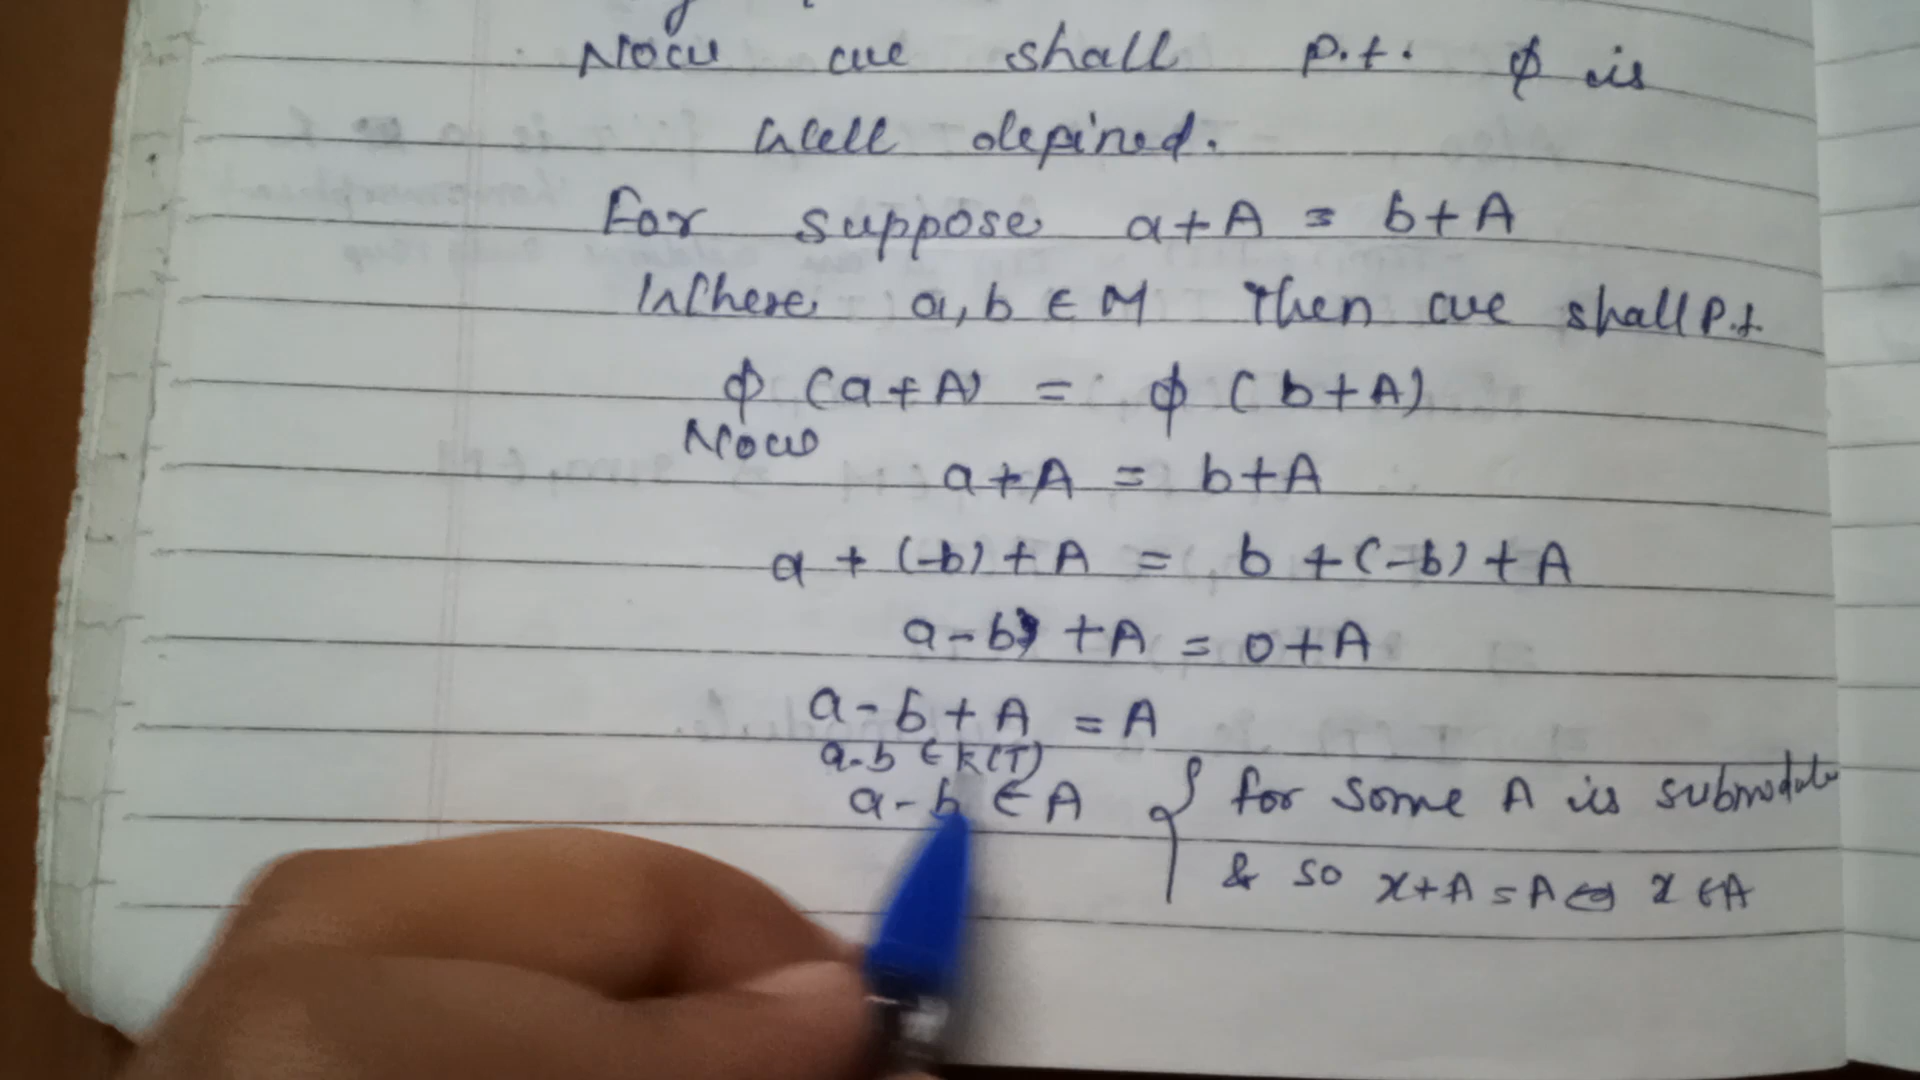 Now we shall p.t. φ is
well defined.
For suppose a+A = b+A
Where a, b ∈ M Then we shall P.t.
φ (a+A) = φ (b+A)
Now
a+A = b+A
a + (-b) + A = b + (-b) + A
a-b) +A = 0+A
a-b+A = A
a-b ∈ K(T)
a-b ∈ A { for some A is submodule
& so x+A = A ⇔ x ∈ A